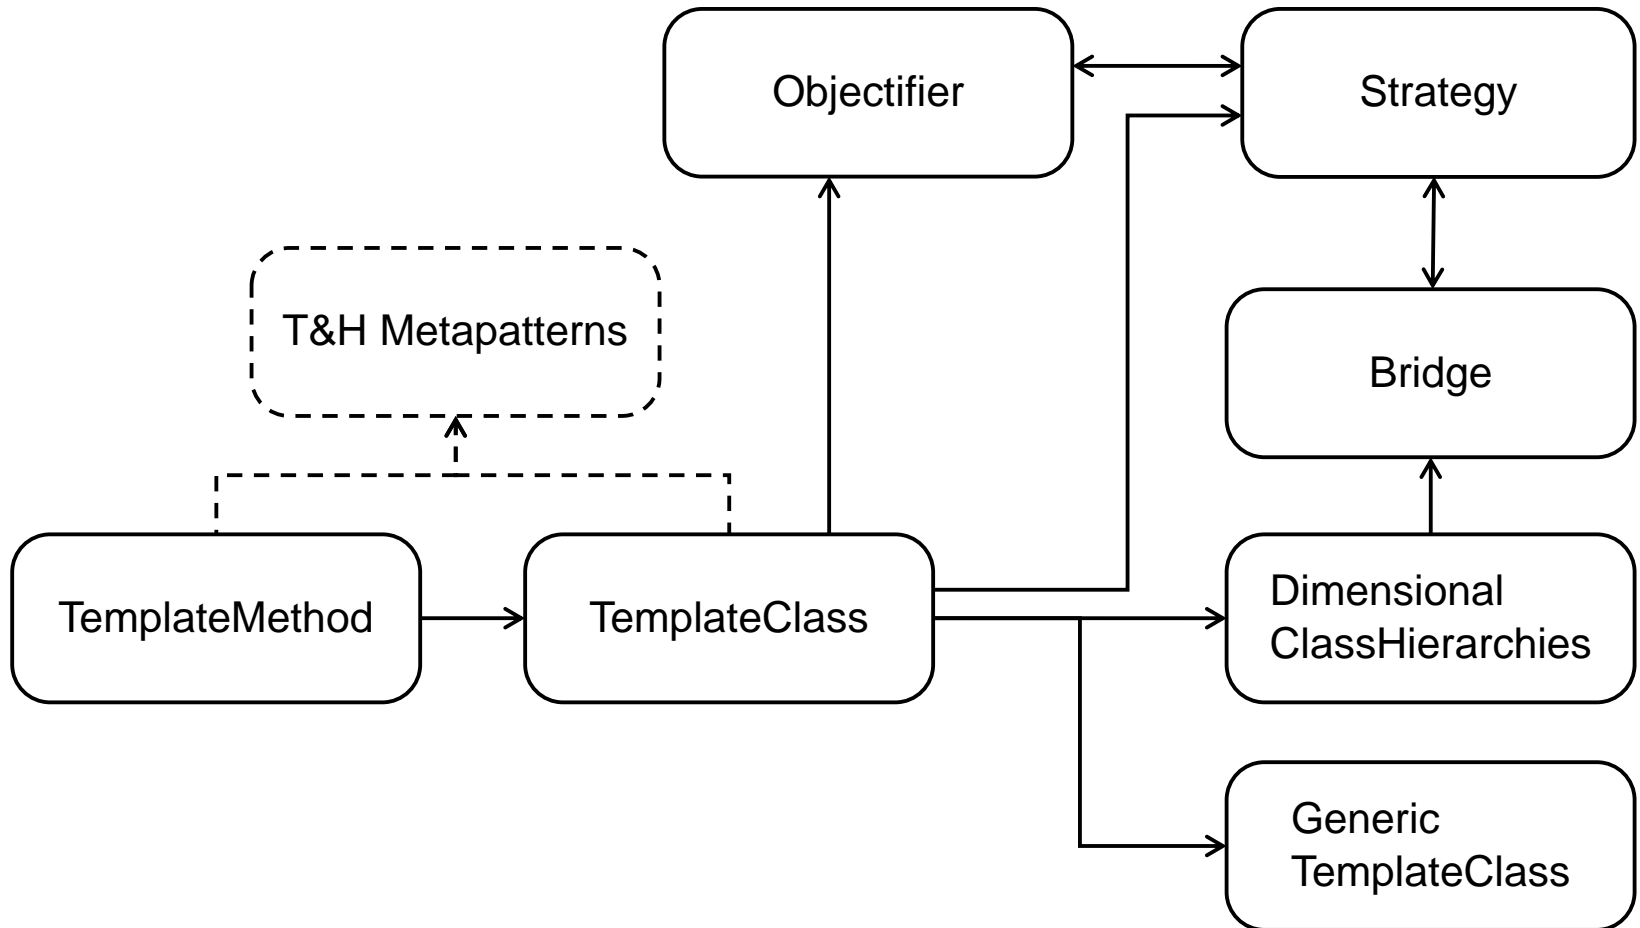 Objectifier
Strategy
T&H Metapatterns
Bridge
TemplateMethod
TemplateClass
Dimensional
ClassHierarchies
Generic
TemplateClass